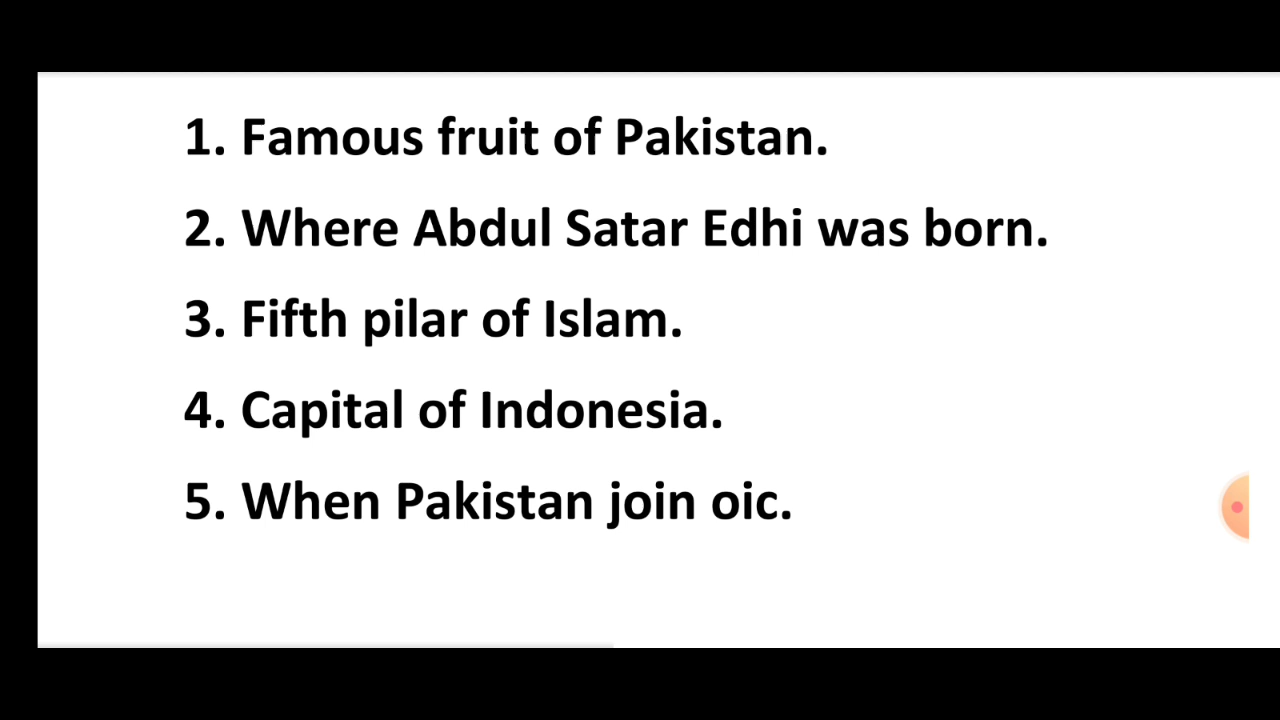 1. Famous fruit of Pakistan.
2. Where Abdul Satar Edhi was born.
3. Fifth pilar of Islam.
4. Capital of Indonesia.
5. When Pakistan join oic.